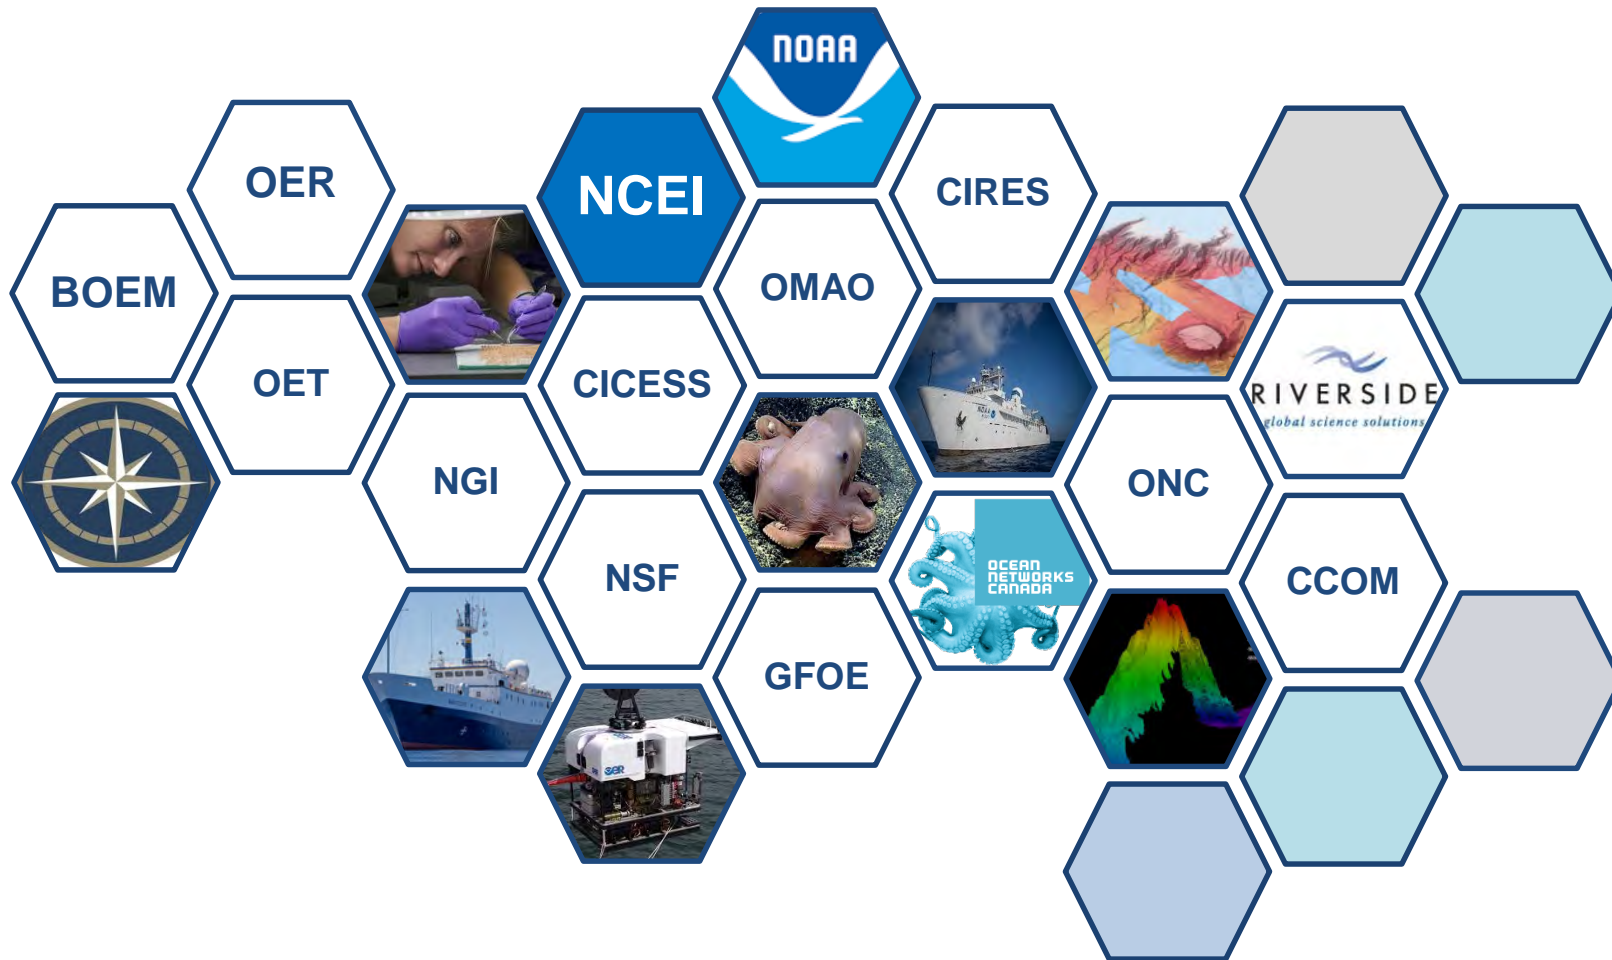 NOAA
OER
NCEI
CIRES
BOEM
OMAO
OET
CICESS
RIVERSIDE
global science solutions
NGI
ONC
NSF
OCEAN
NETWORKS
CANADA
CCOM
GFOE
NOAA